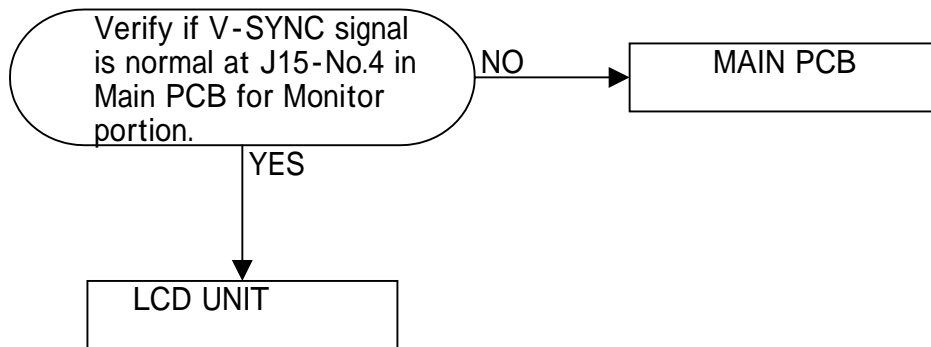 Verify if V-SYNC signal
is normal at J15-No.4 in
Main PCB for Monitor
portion.
NO
MAIN PCB
YES
LCD UNIT